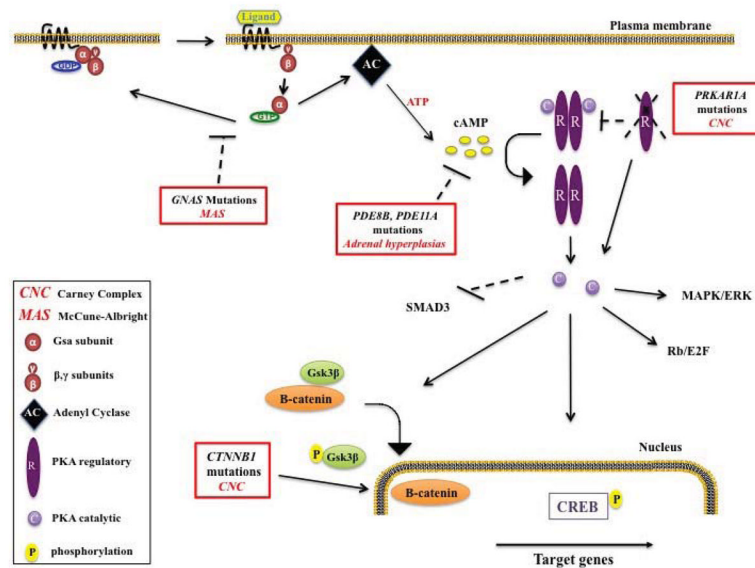 Ligand
Plasma membrane
α
γ
β
GDP
γ
β
α
GTP
AC
ATP
cAMP
C
C
R
R
R
PRKAR1A
mutations
CNC
R
R
GNAS Mutations
MAS
PDE8B, PDE11A
mutations
Adrenal hyperplasias
C
C
SMAD3
MAPK/ERK
Rb/E2F
CNC Carney Complex
MAS McCune-Albright
α Gsa subunit
γ
β β,γ subunits
AC Adenyl Cyclase
R PKA regulatory
C PKA catalytic
P phosphorylation
Gsk3β
B-catenin
P Gsk3β
CTNNB1
mutations
CNC
Nucleus
B-catenin
CREB P
Target genes